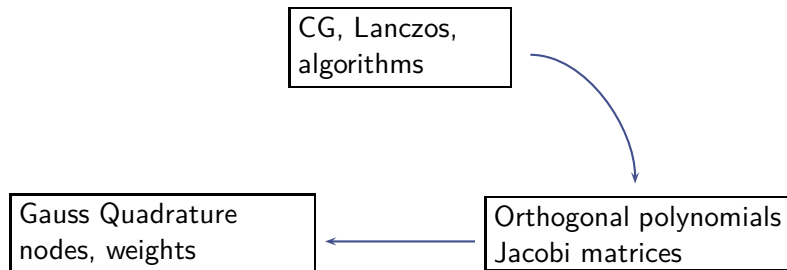 CG, Lanczos,
algorithms
Gauss Quadrature
nodes, weights
Orthogonal polynomials
Jacobi matrices